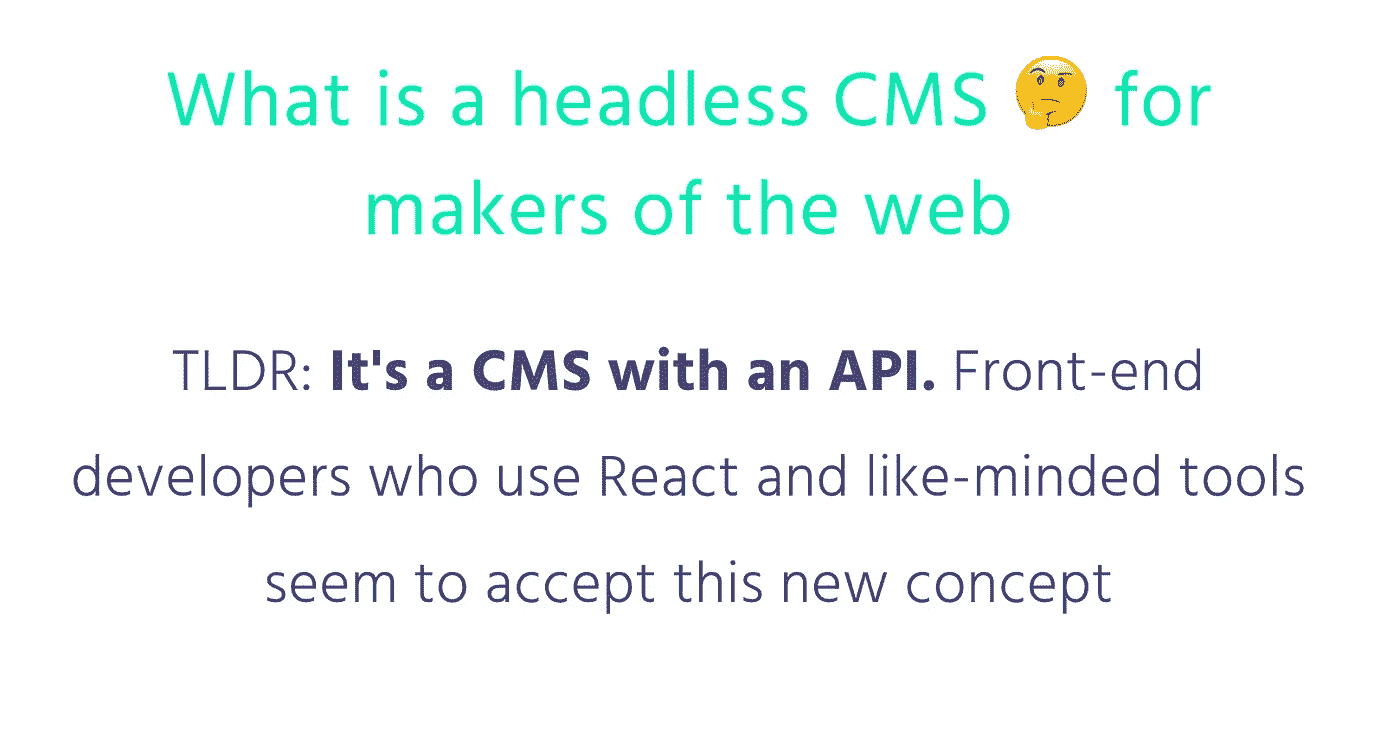 What is a headless CMS 🤔 for
makers of the web
TLDR: It's a CMS with an API. Front-end
developers who use React and like-minded tools
seem to accept this new concept